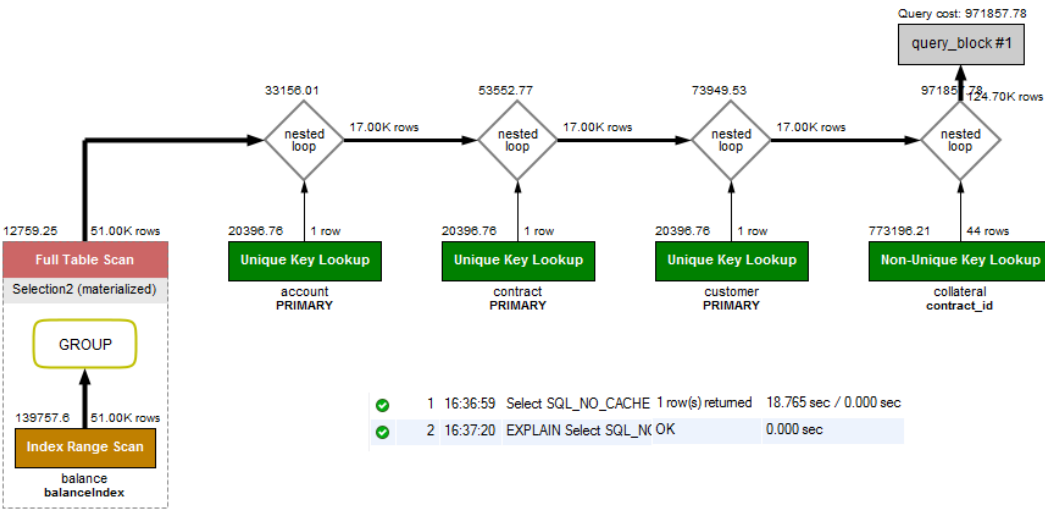 Query cost: 971857.78
query_block #1
33156.01
53552.77
73949.53
971857.78
124.70K rows
nested
loop
17.00K rows
nested
loop
17.00K rows
nested
loop
17.00K rows
nested
loop
12759.25
51.00K rows
20396.76
1 row
20396.76
1 row
20396.76
1 row
773196.21
44 rows
Full Table Scan
Unique Key Lookup
Unique Key Lookup
Unique Key Lookup
Non-Unique Key Lookup
Selection2 (materialized)
account
PRIMARY
contract
PRIMARY
customer
PRIMARY
collateral
contract_id
GROUP
139757.6
51.00K rows
Index Range Scan
balance
balanceIndex
1 16:36:59 Select SQL_NO_CACHE 1 row(s) returned 18.765 sec / 0.000 sec
2 16:37:20 EXPLAIN Select SQL_N( OK 0.000 sec